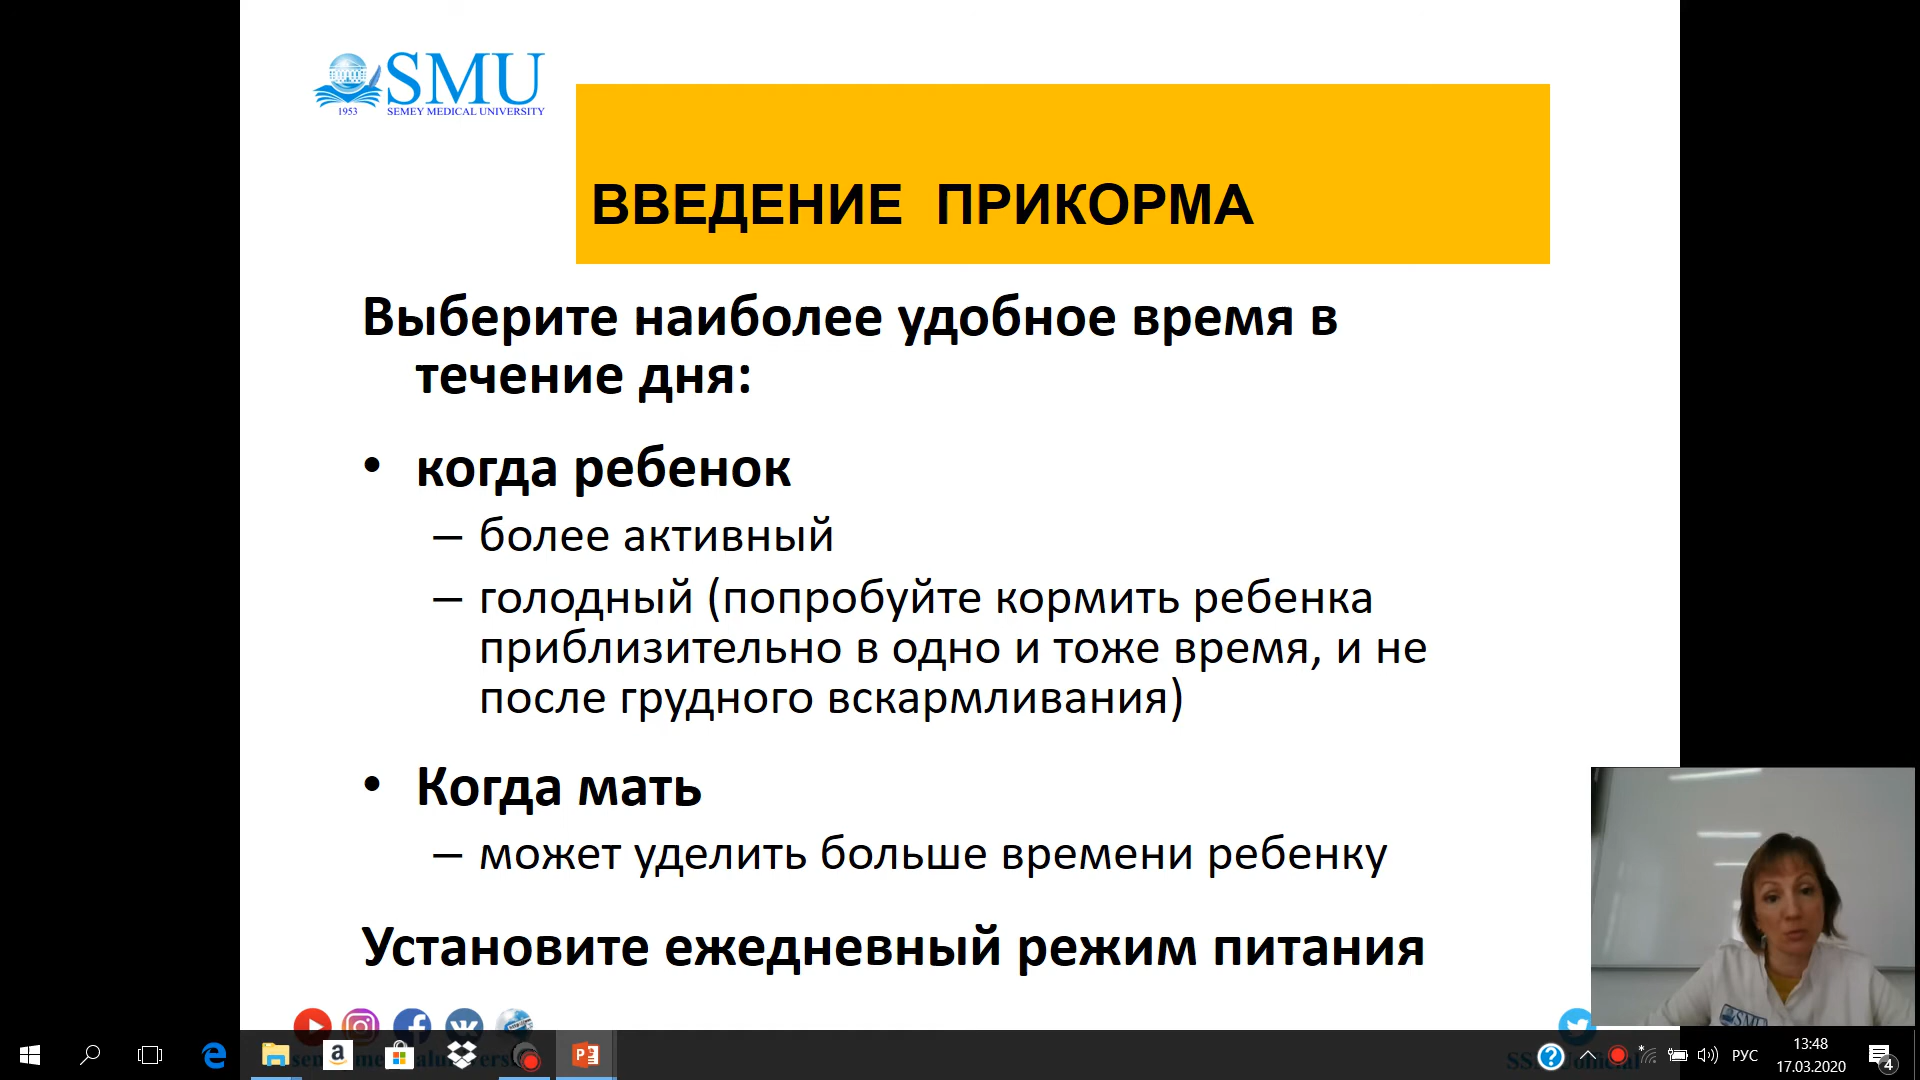 SMU
1953
SEMEY MEDICAL UNIVERSITY
ВВЕДЕНИЕ ПРИКОРМА
Выберите наиболее удобное время в
течение дня:
• когда ребенок
– более активный
– голодный (попробуйте кормить ребенка
приблизительно в одно и тоже время, и не
после грудного вскармливания)
• Когда мать
– может уделить больше времени ребенку
Установите ежедневный режим питания
SMU
РУС
13:48
17.03.2020
4